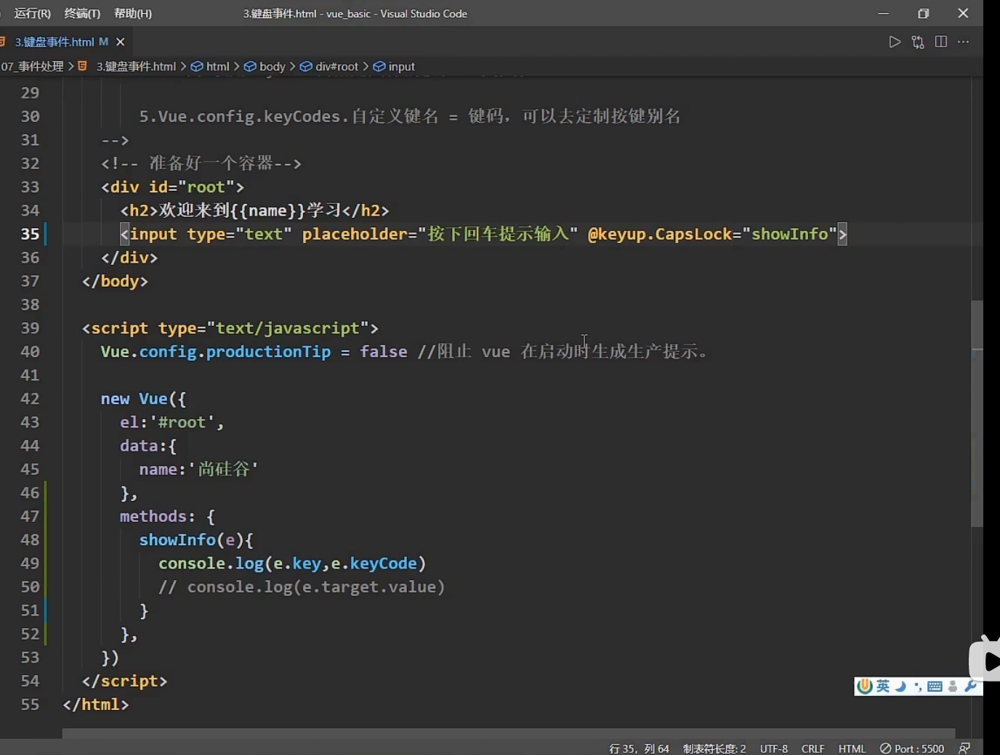 运行(R) 终端(T) 帮助(H) 3.键盘事件.html - vue_basic - Visual Studio Code
3.键盘事件.html M
07_事件处理 > 3.键盘事件.html > html > body > div#root > input
29
30 5.Vue.config.keyCodes.自定义键名 = 键码，可以去定制按键别名
31 -->
32 <!-- 准备好一个容器-->
33 <div id="root">
34 <h2>欢迎来到{{name}}学习</h2>
35 <input type="text" placeholder="按下回车提示输入" @keyup.CapsLock="showInfo">
36 </div>
37 </body>
38
39 <script type="text/javascript">
40 Vue.config.productionTip = false //阻止 vue 在启动时生成生产提示。
41
42 new Vue({
43 el:'#root',
44 data:{
45 name:'尚硅谷'
46 },
47 methods: {
48 showInfo(e){
49 console.log(e.key,e.keyCode)
50 // console.log(e.target.value)
51 }
52 },
53 })
54 </script>
55 </html>
英
行 35，列 64 制表符长度: 2 UTF-8 CRLF HTML Port : 5500